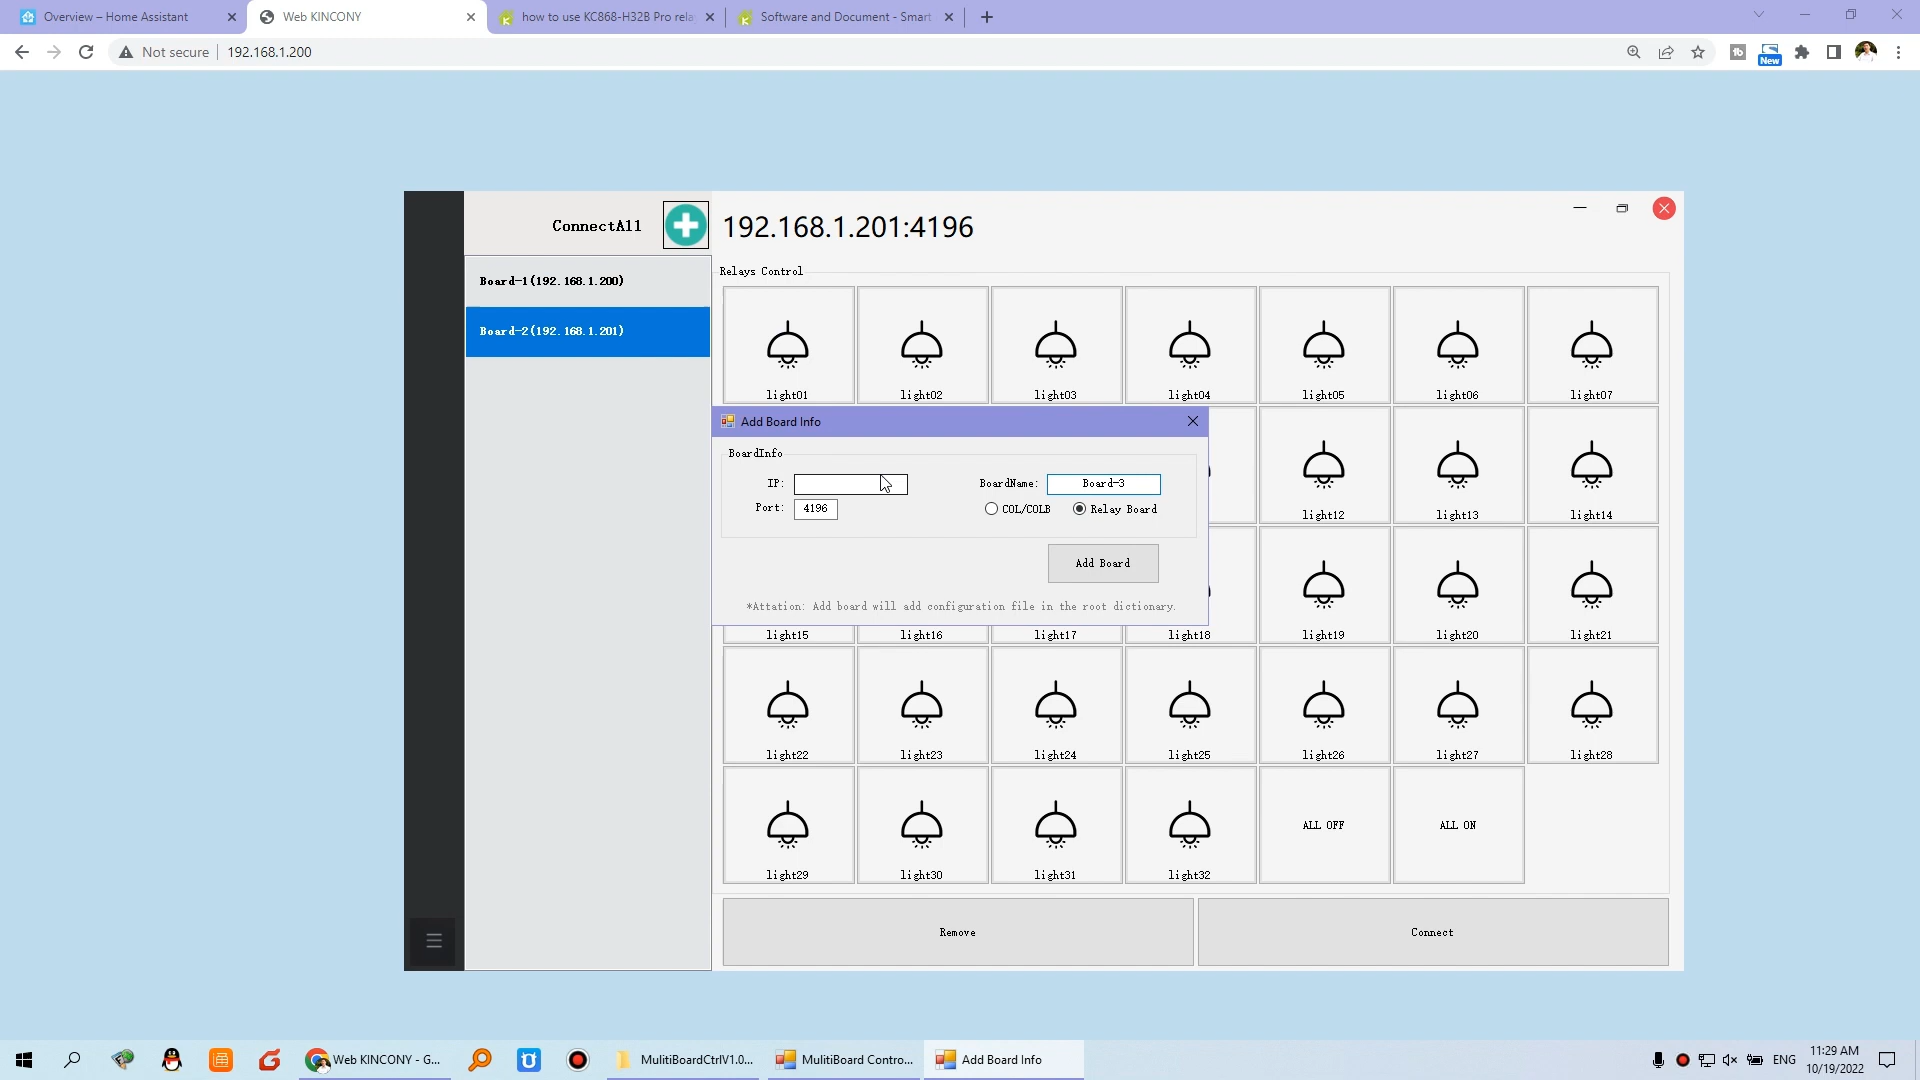 Overview – Home Assistant
Web KINCONY
how to use KC868-H32B Pro rela
Software and Document - Smart
Not secure
192.168.1.200
New
ConnectAll
192.168.1.201:4196
Board-1(192.168.1.200)
Board-2(192.168.1.201)
Relays Control
light01
light02
light03
light04
light05
light06
light07
Add Board Info
BoardInfo
IP:
BoardName:
Board-3
Port:
4196
COL/COLB
Relay Board
Add Board
*Attation: Add board will add configuration file in the root dictionary.
light12
light13
light14
light15
light16
light17
light18
light19
light20
light21
light22
light23
light24
light25
light26
light27
light28
light29
light30
light31
light32
ALL OFF
ALL ON
Remove
Connect
Web KINCONY - G...
MulitiBoardCtrlV1.0...
MulitiBoard Contro...
Add Board Info
ENG
11:29 AM
10/19/2022